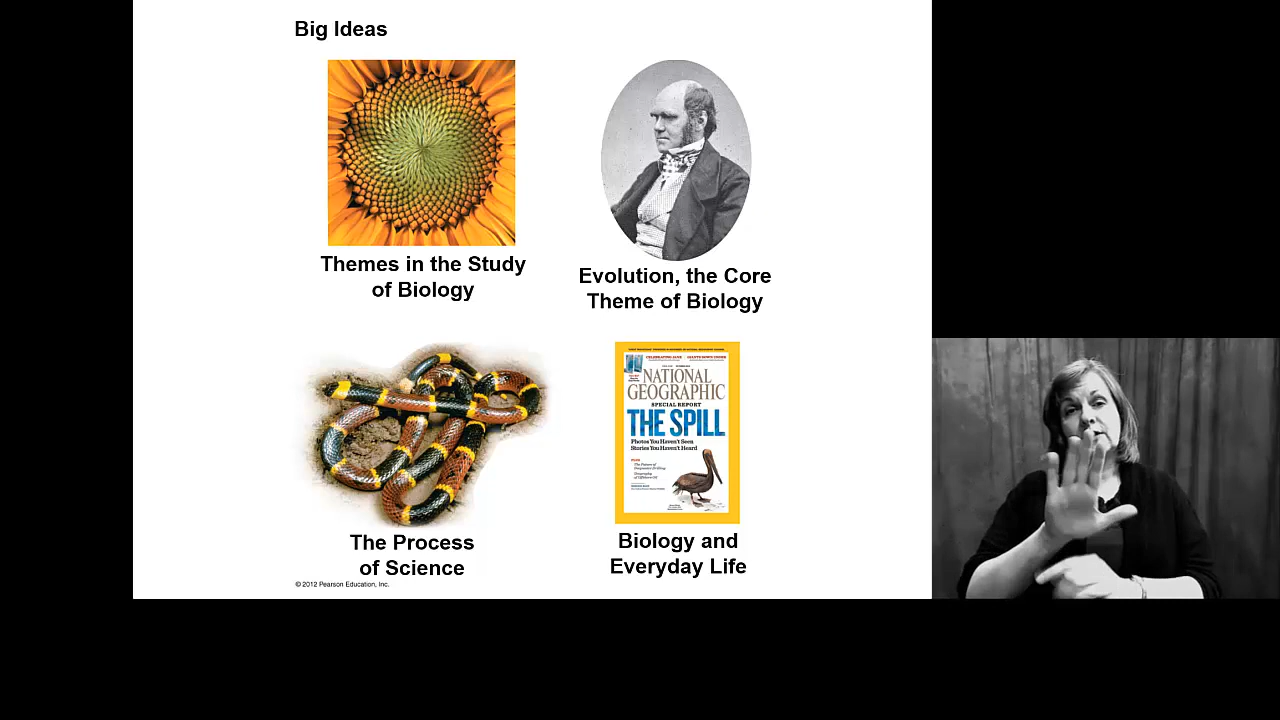 Big Ideas
Themes in the Study
of Biology
Evolution, the Core
Theme of Biology
NATIONAL
GEOGRAPHIC
SPECIAL REPORT
THE SPILL
Photos You Haven't Seen
Stories You Haven't Heard
The Process
of Science
Biology and
Everyday Life
© 2012 Pearson Education, Inc.